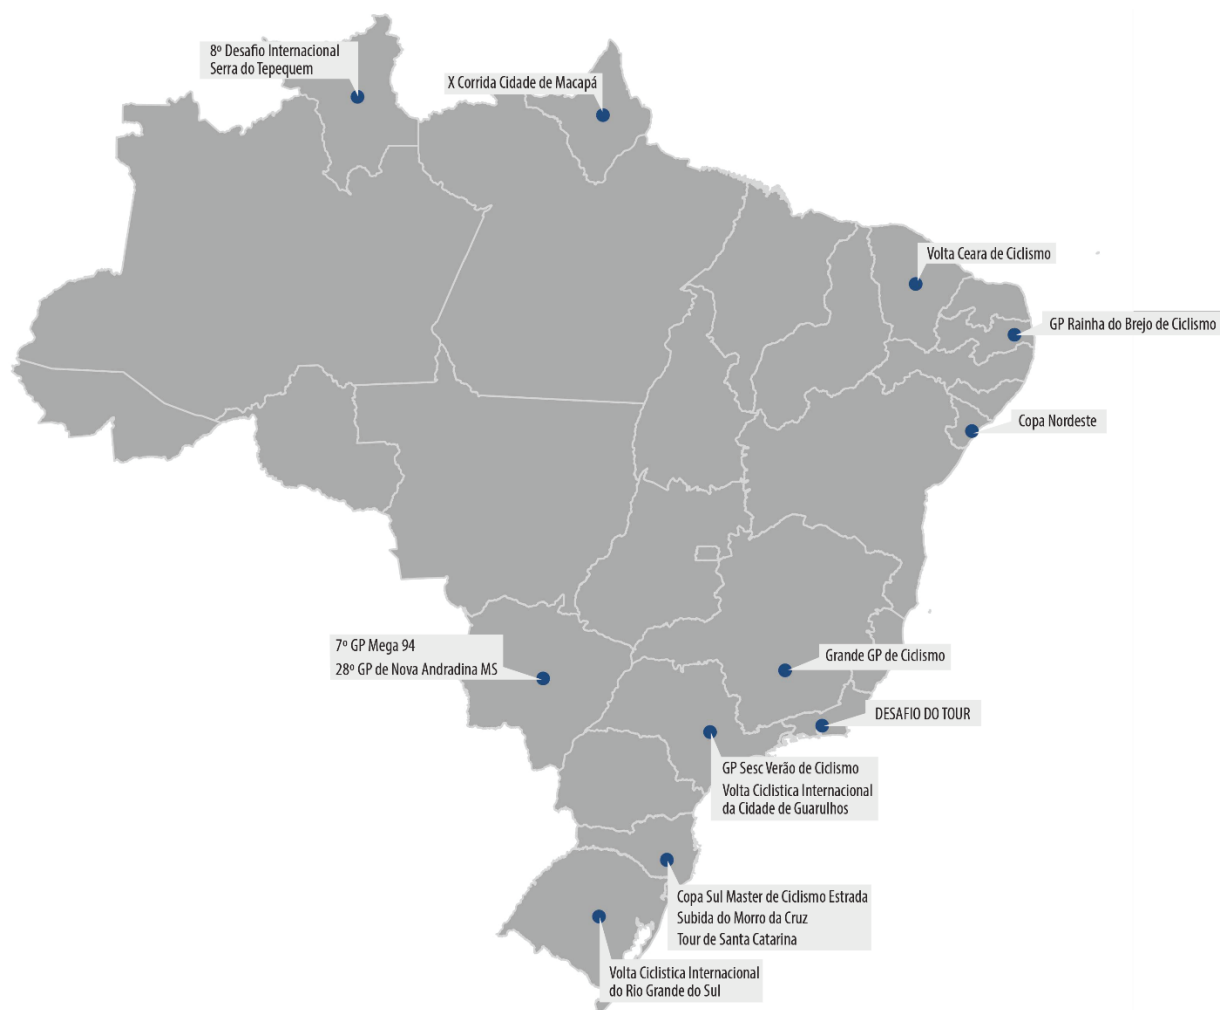 8º Desafio Internacional
Serra do Tepequem
X Corrida Cidade de Macapá
Volta Ceara de Ciclismo
GP Rainha do Brejo de Ciclismo
Copa Nordeste
7º GP Mega 94
28º GP de Nova Andradina MS
Grande GP de Ciclismo
DESAFIO DO TOUR
GP Sesc Verão de Ciclismo
Volta Ciclistica Internacional
da Cidade de Guarulhos
Copa Sul Master de Ciclismo Estrada
Subida do Morro da Cruz
Tour de Santa Catarina
Volta Ciclistica Internacional
do Rio Grande do Sul